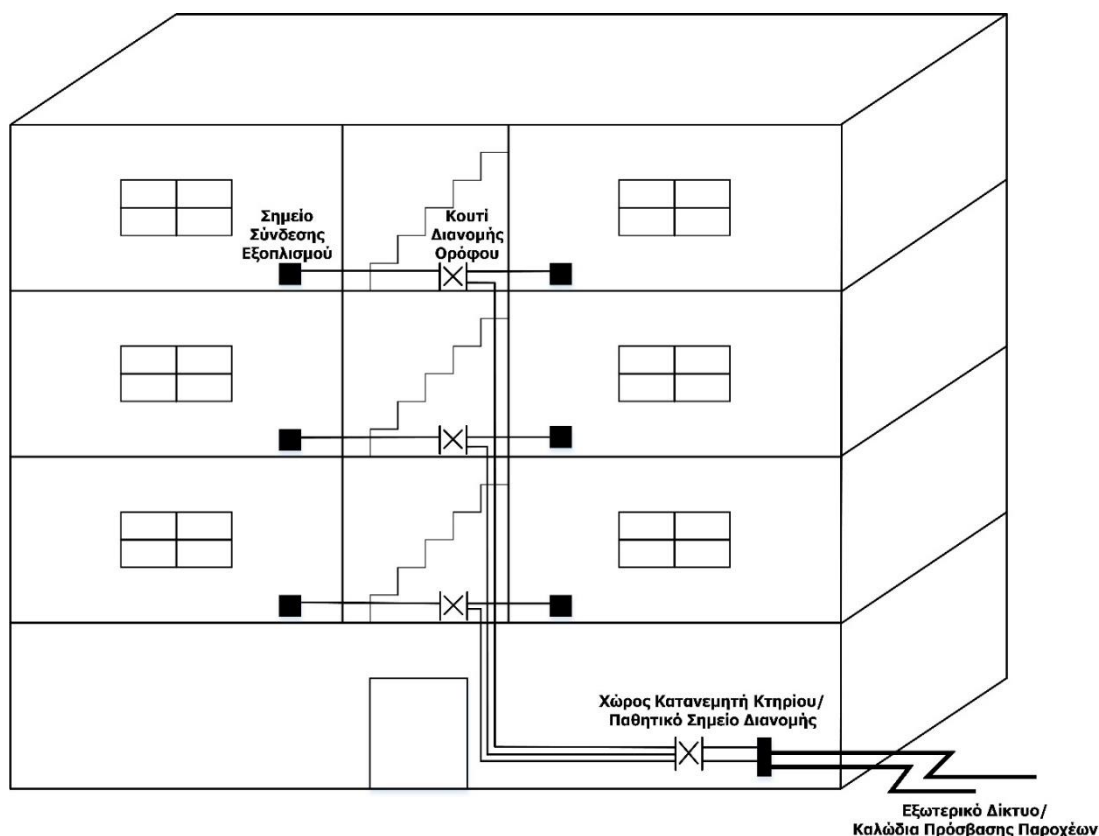 Σημείο
Σύνδεσης
Εξοπλισμού
Κουτί
Διανομής
Ορόφου
Χώρος Κατανεμητή Κτηρίου/
Παθητικό Σημείο Διανομής
Εξωτερικό Δίκτυο/
Καλώδια Πρόσβασης Παροχέων